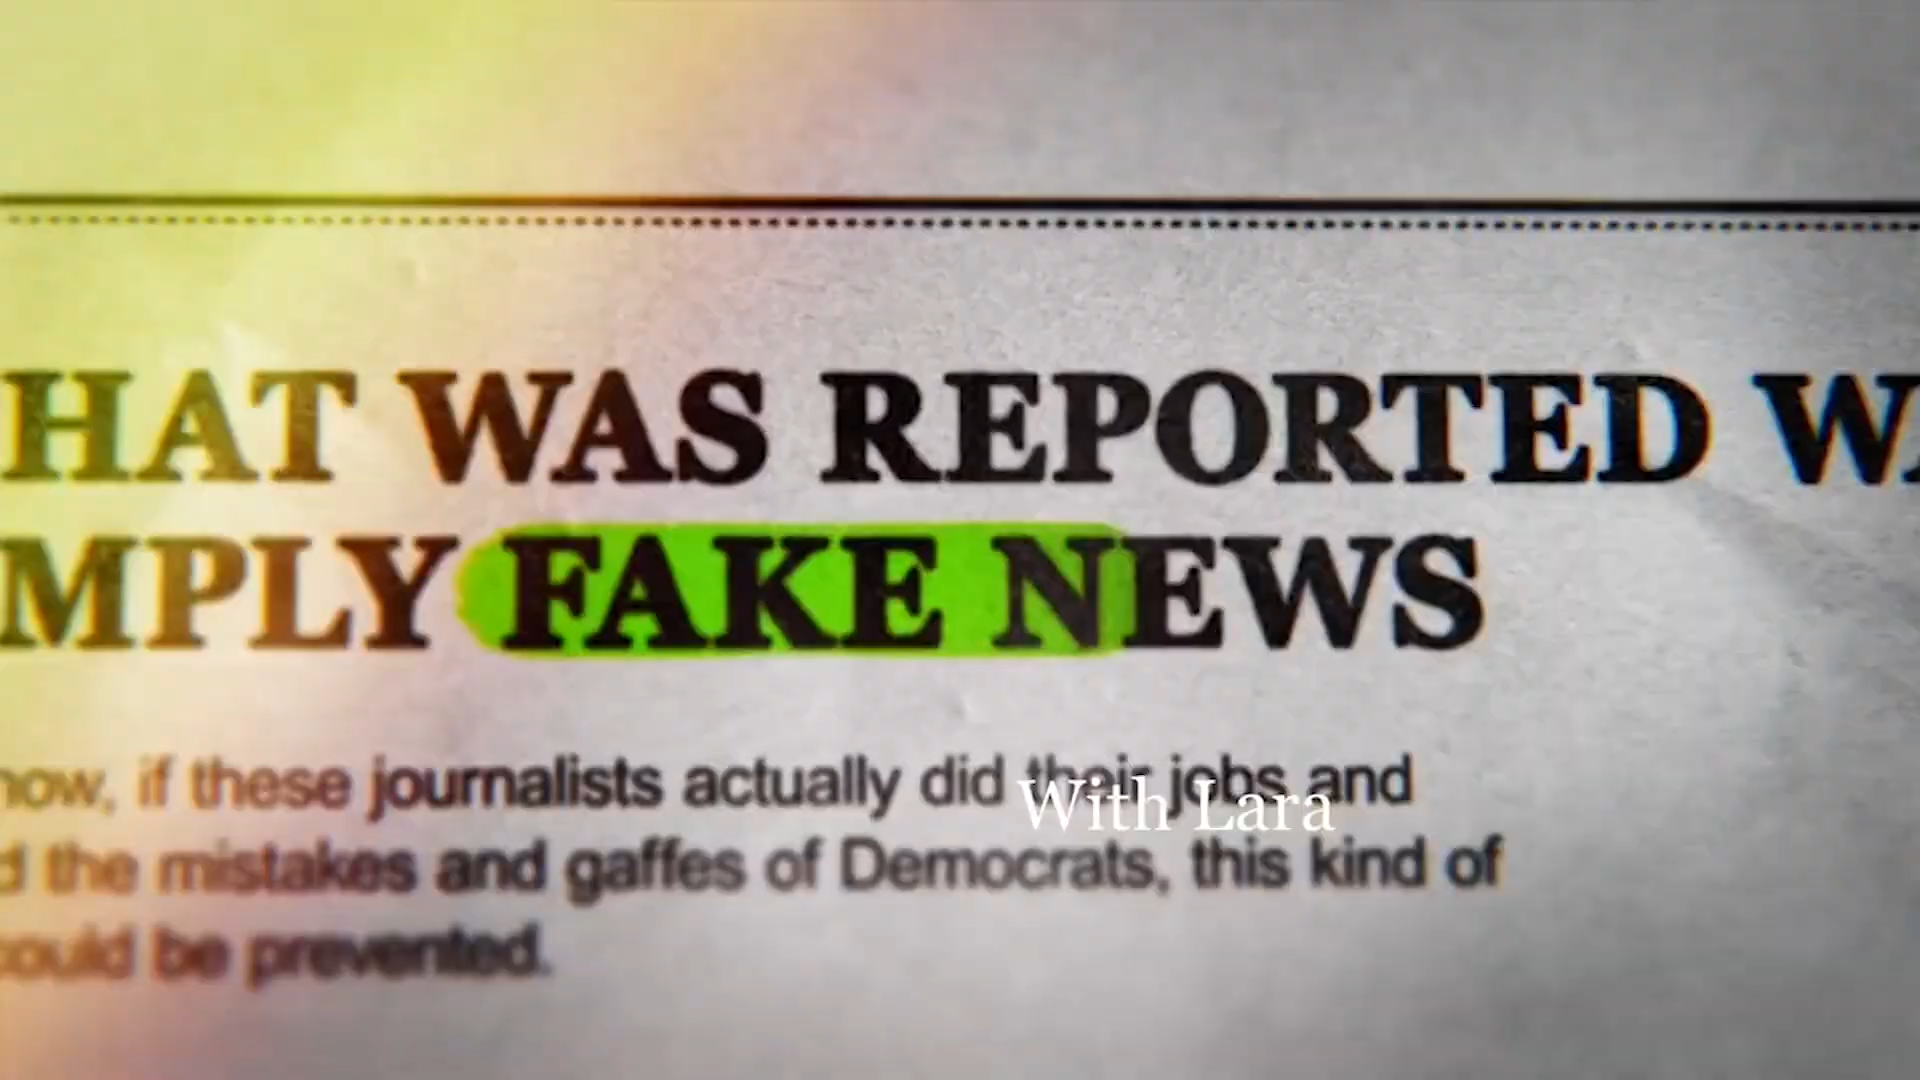 HAT WAS REPORTED WA
MPLY FAKE NEWS
now, if these journalists actually did their jobs and
With Lara
d the mistakes and gaffes of Democrats, this kind of
could be prevented.